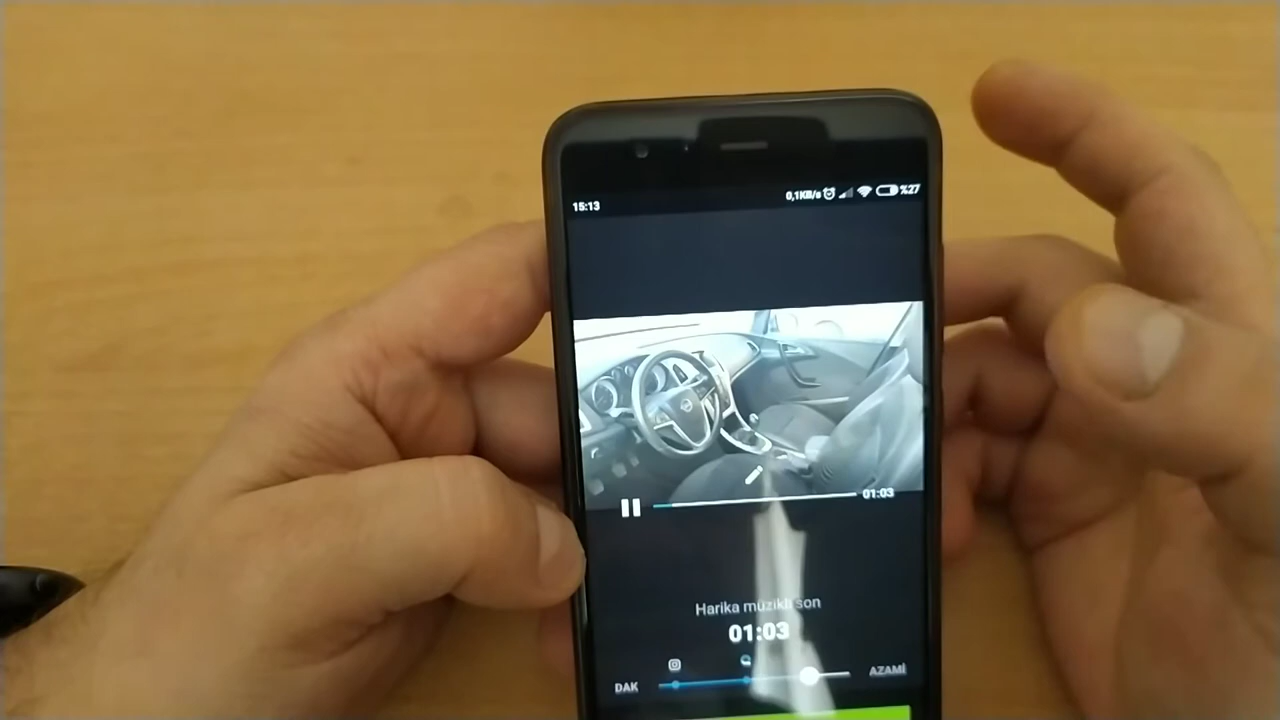 15:13 0,1KB/s %27
01:03
Harika müzikli son
01:03
DAK AZAMİ